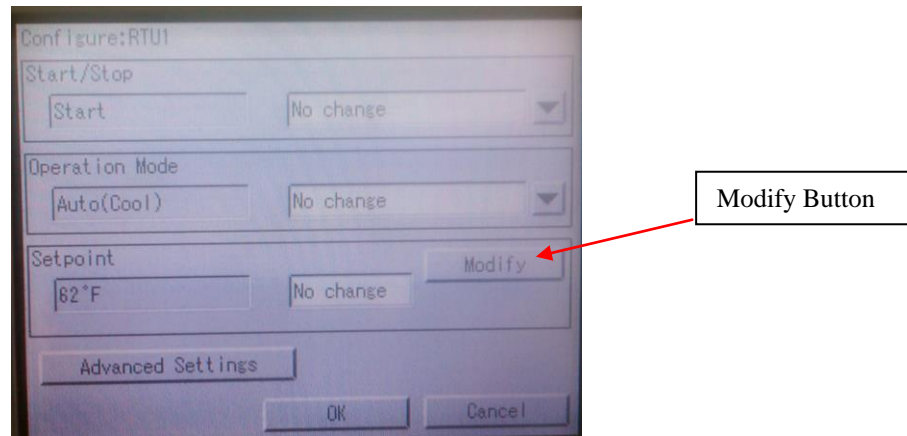 Configure:RTU1
Start/Stop
Start
No change
Operation Mode
Auto(Cool)
No change
Setpoint
Modify
62°F
No change
Advanced Settings
OK
Cancel
Modify Button